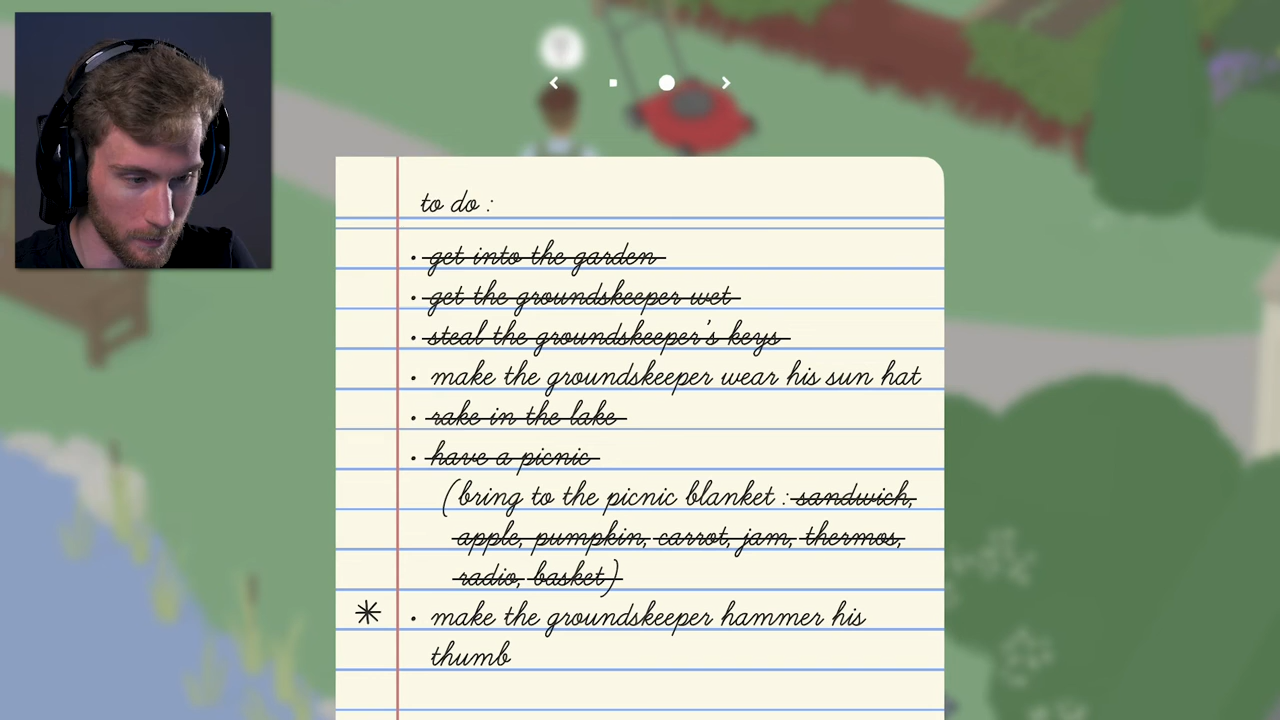 to do :
• get into the garden
• get the groundskeeper wet
• steal the groundskeeper's keys
• make the groundskeeper wear his sun hat
• rake in the lake
• have a picnic
(bring to the picnic blanket : sandwich,
apple, pumpkin, carrot, jam, thermos,
radio, basket)
* • make the groundskeeper hammer his
thumb